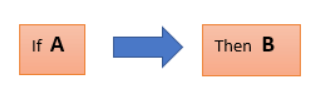 If A
Then B